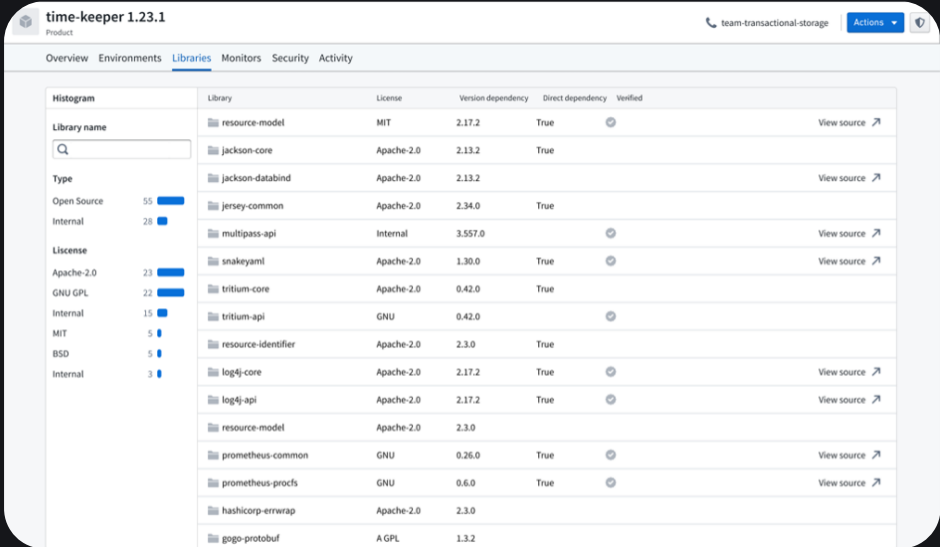 time-keeper 1.23.1
Product
team-transactional-storage
Actions
Overview Environments Libraries Monitors Security Activity
Histogram
Library name
Type
Open Source 55
Internal 28
Liscense
Apache-2.0 23
GNU GPL 22
Internal 15
MIT 5
BSD 5
Internal 3
Library License Version dependency Direct dependency Verified
resource-model MIT 2.17.2 True View source
jackson-core Apache-2.0 2.13.2 True
jackson-databind Apache-2.0 2.13.2 View source
jersey-common Apache-2.0 2.34.0 True
multipass-api Internal 3.557.0 View source
snakeyaml Apache-2.0 1.30.0 True View source
tritium-core Apache-2.0 0.42.0 True
tritium-api GNU 0.42.0
resource-identifier Apache-2.0 2.3.0 True
log4j-core Apache-2.0 2.17.2 True View source
log4j-api Apache-2.0 2.17.2 True View source
resource-model Apache-2.0 2.3.0
prometheus-common GNU 0.26.0 True View source
prometheus-procfs GNU 0.6.0 True View source
hashicorp-errwrap Apache-2.0 2.3.0
gogo-protobuf A GPL 1.3.2